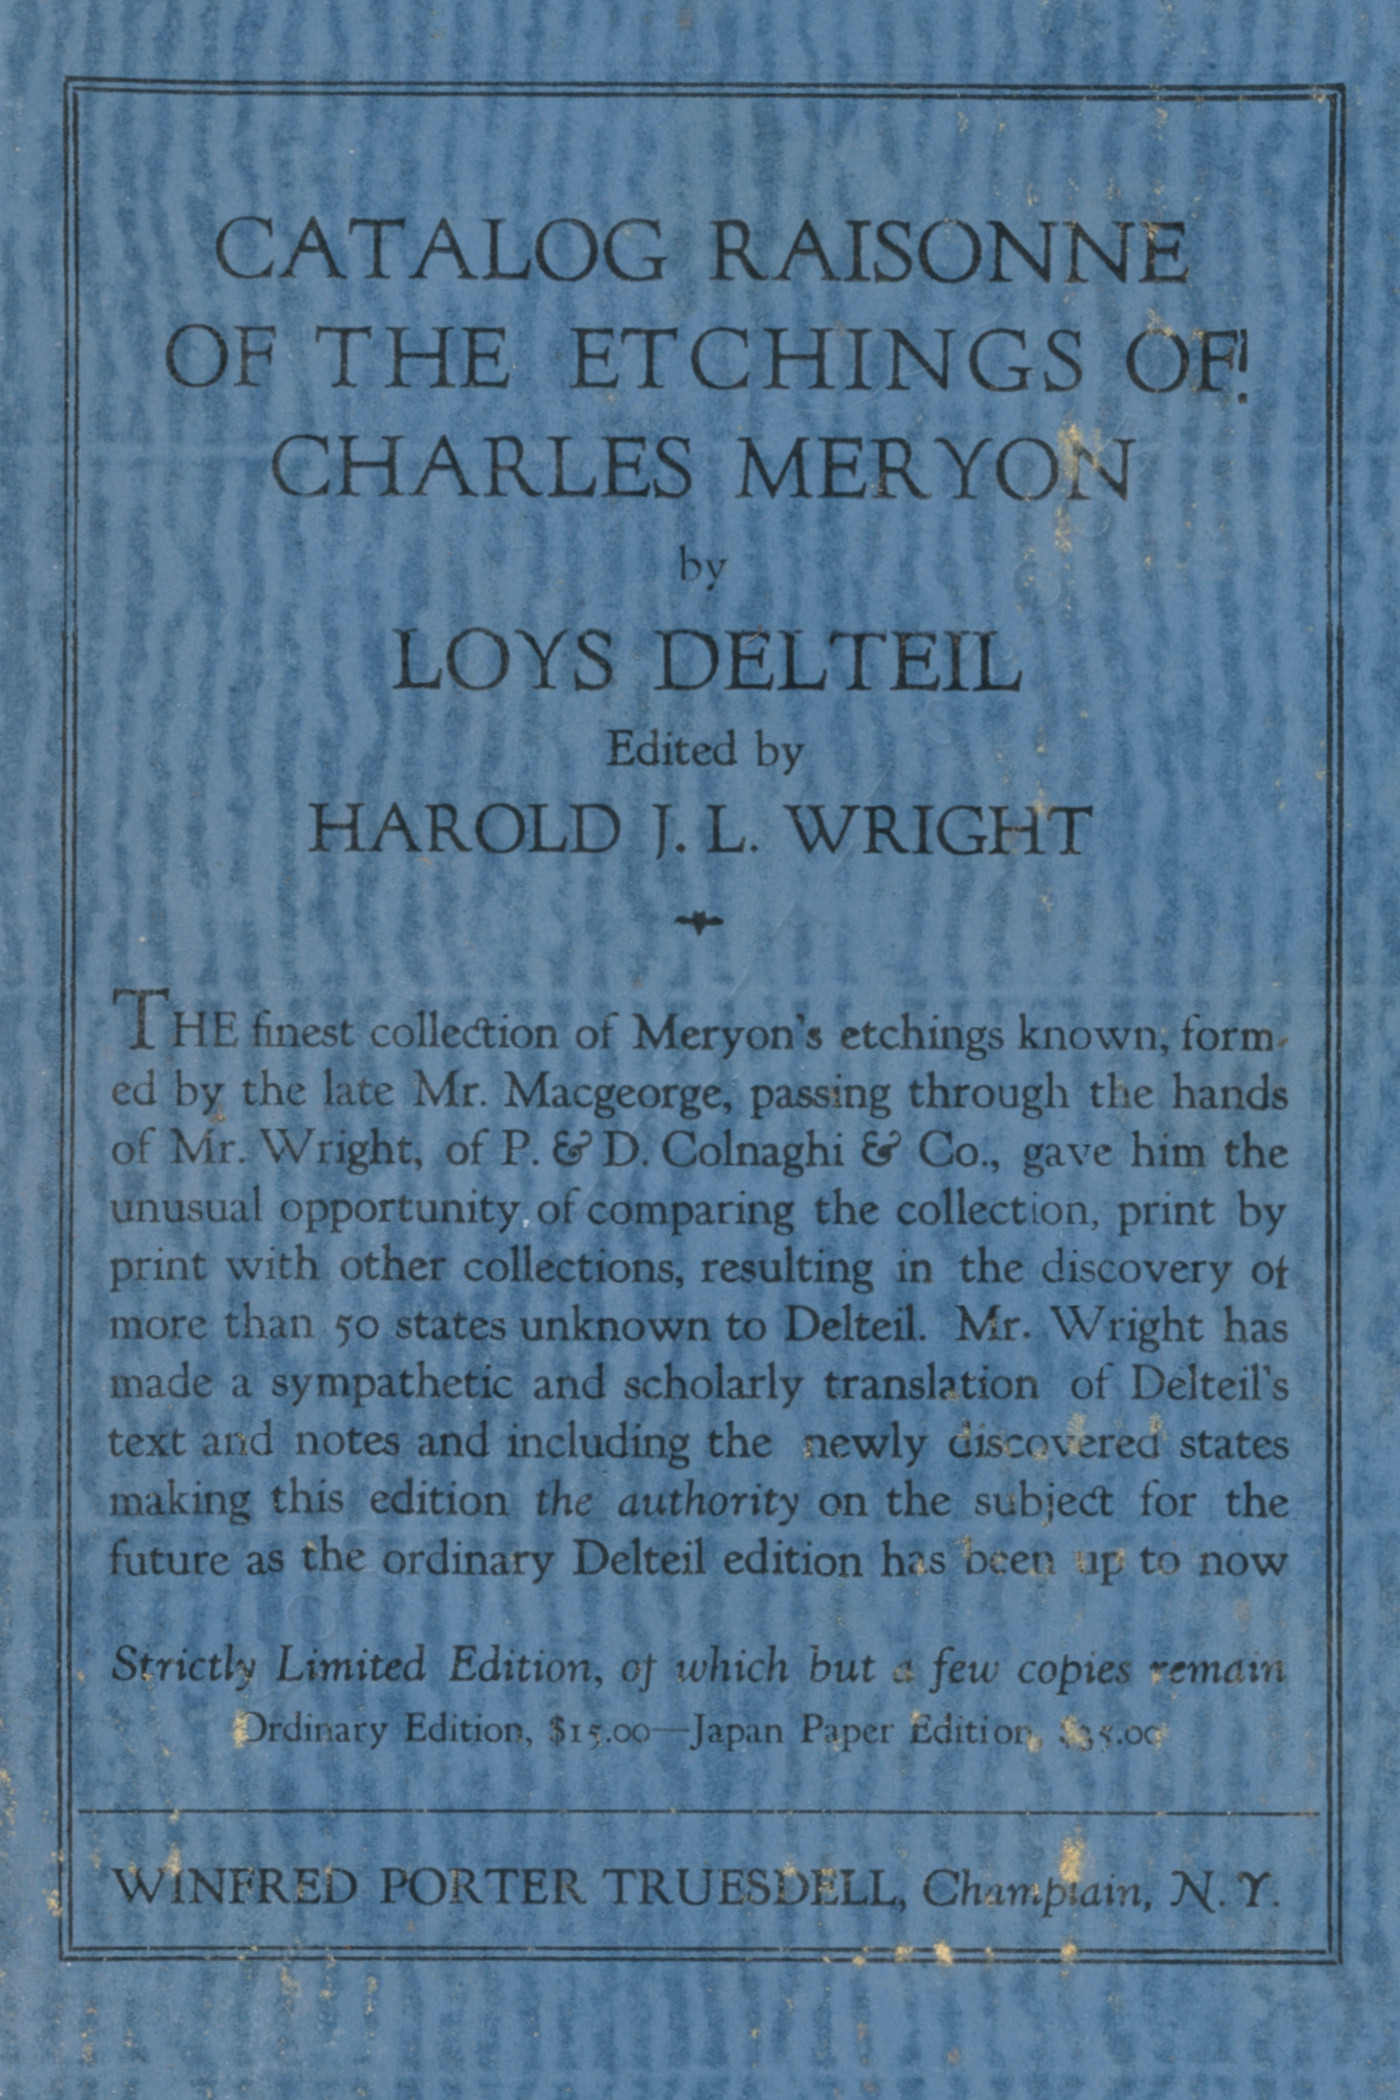 CATALOG RAISONNE
OF THE ETCHINGS OF!
CHARLES MERYON
by
LOYS DELTEIL
Edited by
HAROLD J. L. WRIGHT
THE finest collection of Meryon's etchings known, form-
ed by the late Mr. Macgeorge, passing through the hands
of Mr. Wright, of P. & D. Colnaghi & Co., gave him the
unusual opportunity of comparing the collection, print by
print with other collections, resulting in the discovery of
more than 50 states unknown to Delteil. Mr. Wright has
made a sympathetic and scholarly translation of Delteil's
text and notes and including the newly discovered states
making this edition the authority on the subject for the
future as the ordinary Delteil edition has been up to now
Strictly Limited Edition, of which but a few copies remain
Ordinary Edition, $15.00—Japan Paper Edition, $35.00
WINFRED PORTER TRUESDELL, Champlain, N. Y.